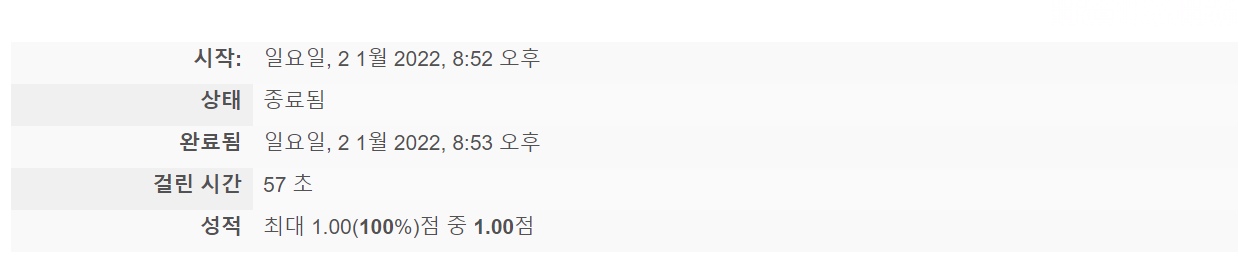 시작: 일요일, 2 1월 2022, 8:52 오후
상태 종료됨
완료됨 일요일, 2 1월 2022, 8:53 오후
걸린 시간 57 초
성적 최대 1.00(100%)점 중 1.00점